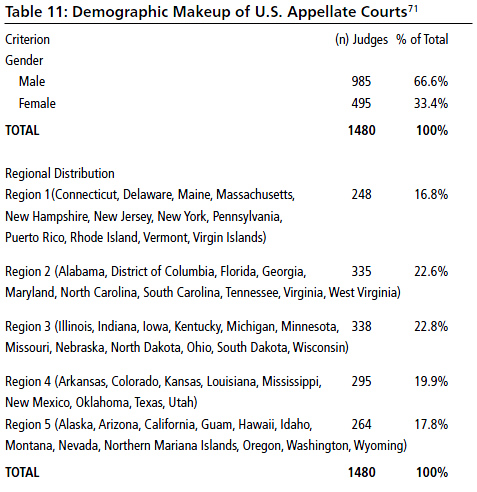 Table 11: Demographic Makeup of U.S. Appellate Courts71
Criterion (n) Judges % of Total
Gender
Male 985 66.6%
Female 495 33.4%
TOTAL 1480 100%
Regional Distribution
Region 1(Connecticut, Delaware, Maine, Massachusetts, 248 16.8%
New Hampshire, New Jersey, New York, Pennsylvania,
Puerto Rico, Rhode Island, Vermont, Virgin Islands)
Region 2 (Alabama, District of Columbia, Florida, Georgia, 335 22.6%
Maryland, North Carolina, South Carolina, Tennessee, Virginia, West Virginia)
Region 3 (Illinois, Indiana, Iowa, Kentucky, Michigan, Minnesota, 338 22.8%
Missouri, Nebraska, North Dakota, Ohio, South Dakota, Wisconsin)
Region 4 (Arkansas, Colorado, Kansas, Louisiana, Mississippi, 295 19.9%
New Mexico, Oklahoma, Texas, Utah)
Region 5 (Alaska, Arizona, California, Guam, Hawaii, Idaho, 264 17.8%
Montana, Nevada, Northern Mariana Islands, Oregon, Washington, Wyoming)
TOTAL 1480 100%